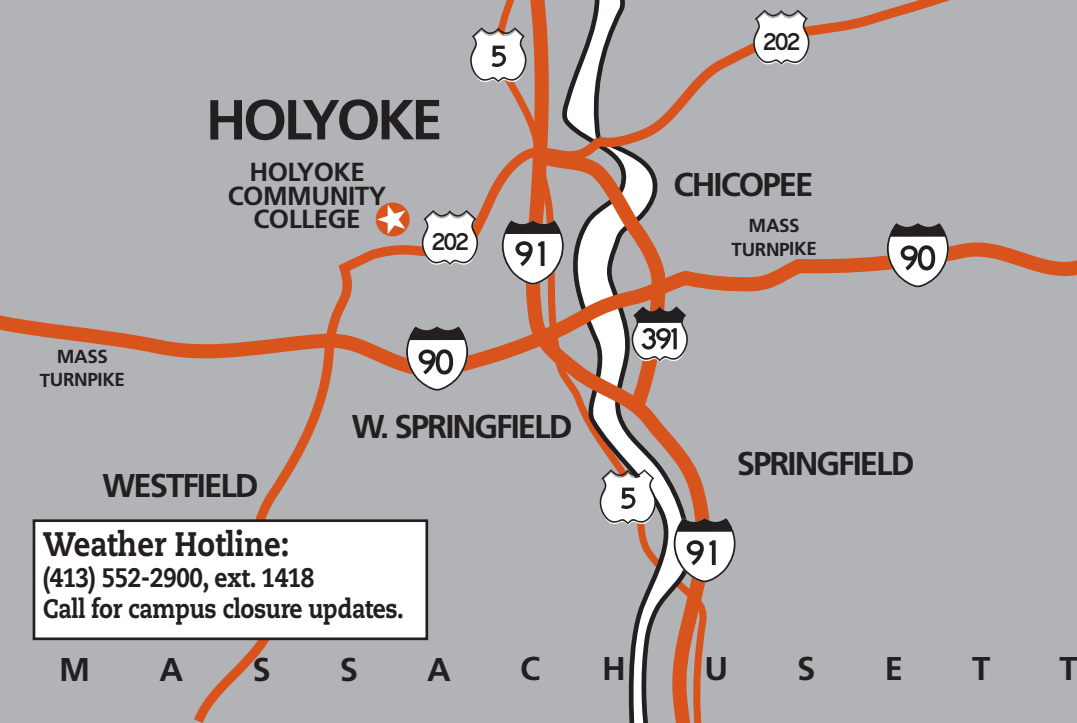 5
202
HOLYOKE
HOLYOKE
COMMUNITY
COLLEGE
CHICOPEE
202
91
MASS
TURNPIKE
90
391
90
MASS
TURNPIKE
W. SPRINGFIELD
SPRINGFIELD
WESTFIELD
5
91
Weather Hotline:
(413) 552-2900, ext. 1418
Call for campus closure updates.
M A S S A C H U S E T T